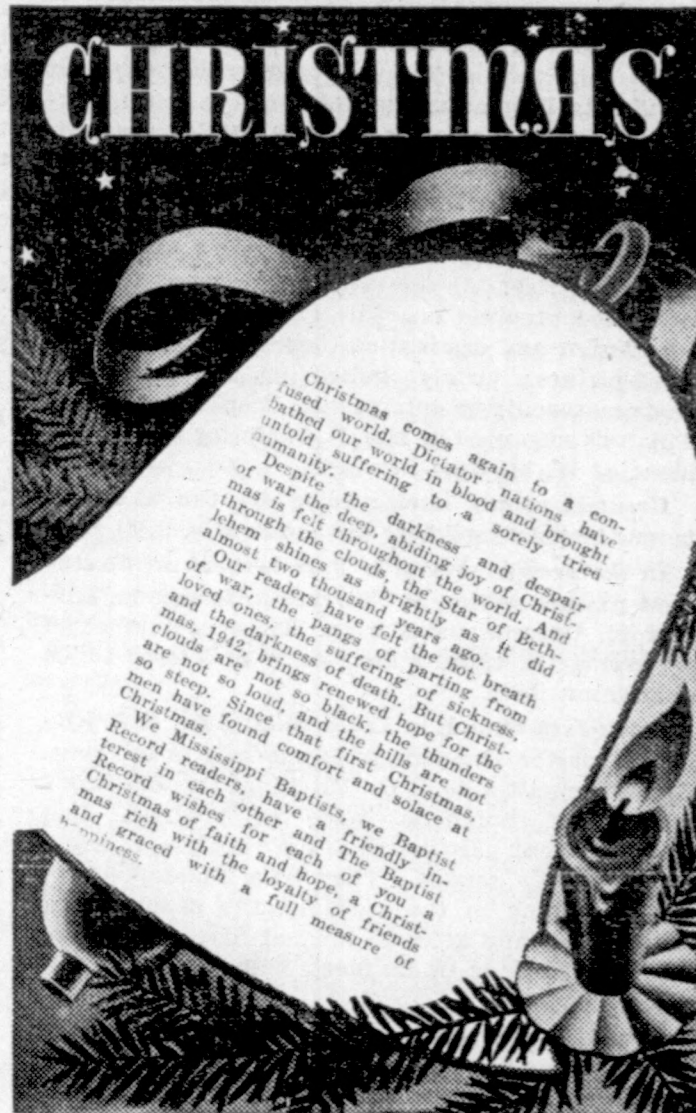 CHRISTMAS
Christmas comes again to a con-
fused world. Dictator nations have
bathed our world in blood and brought
untold suffering to a sorely tried
humanity.
Despite the darkness and despair
of war the deep, abiding joy of Christ-
mas is felt throughout the world. And
through the clouds, the Star of Beth-
lehem shines as brightly as it did
almost two thousand years ago.
Our readers have felt the hot breath
of war, the pangs of parting from
loved ones, the suffering of sickness,
and the darkness of death. But Christ-
mas, 1942, brings renewed hope for the
clouds are not so black, the thunders
are not so loud, and the hills are not
so steep. Since that first Christmas,
men have found comfort and solace at
Christmas.
We Mississippi Baptists, we Baptist
Record readers, have a friendly in-
terest in each other and The Baptist
Record wishes for each of you a
Christmas of faith and hope, a Christ-
mas rich with the loyalty of friends
and graced with a full measure of
happiness.